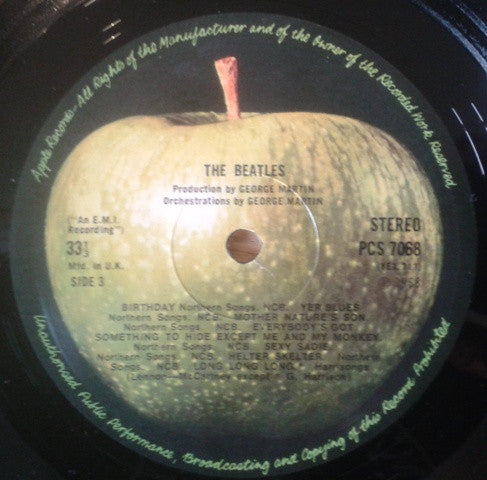 Apple Records · All Rights of the Manufacturer and of the Owner of the Recorded Work Reserved
THE BEATLES
Production by GEORGE MARTIN
Orchestrations by GEORGE MARTIN
("An E.M.I.
Recording")
33⅓
Mfd. in U.K.
SIDE 3
STEREO
PCS 7068
BIRTHDAY Northern Songs. NCB. YER BLUES
Northern Songs. NCB. MOTHER NATURE'S SON
Northern Songs. NCB. EVERYBODY'S GOT
SOMETHING TO HIDE EXCEPT ME AND MY MONKEY
Northern Songs. NCB. SEXY SADIE
Northern Songs. NCB. HELTER SKELTER. Northern
Songs. NCB. LONG LONG LONG* Harrisongs
(Lennon-McCartney except * G. Harrison)
Unauthorised Public Performance, Broadcasting and Copying of this Record Prohibited